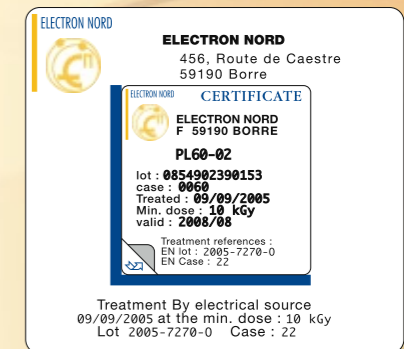 ELECTRON NORD
ELECTRON NORD
456, Route de Caestre
59190 Borre
ELECTRON NORD
CERTIFICATE
ELECTRON NORD
F 59190 BORRE
PL60-02
lot : 0854902390153
case : 0060
Treated : 09/09/2005
Min. dose : 10 kGy
valid : 2008/08
Treatment references :
EN lot : 2005-7270-0
EN Case : 22
Treatment By electrical source
09/09/2005 at the min. dose : 10 kGy
Lot 2005-7270-0 Case : 22